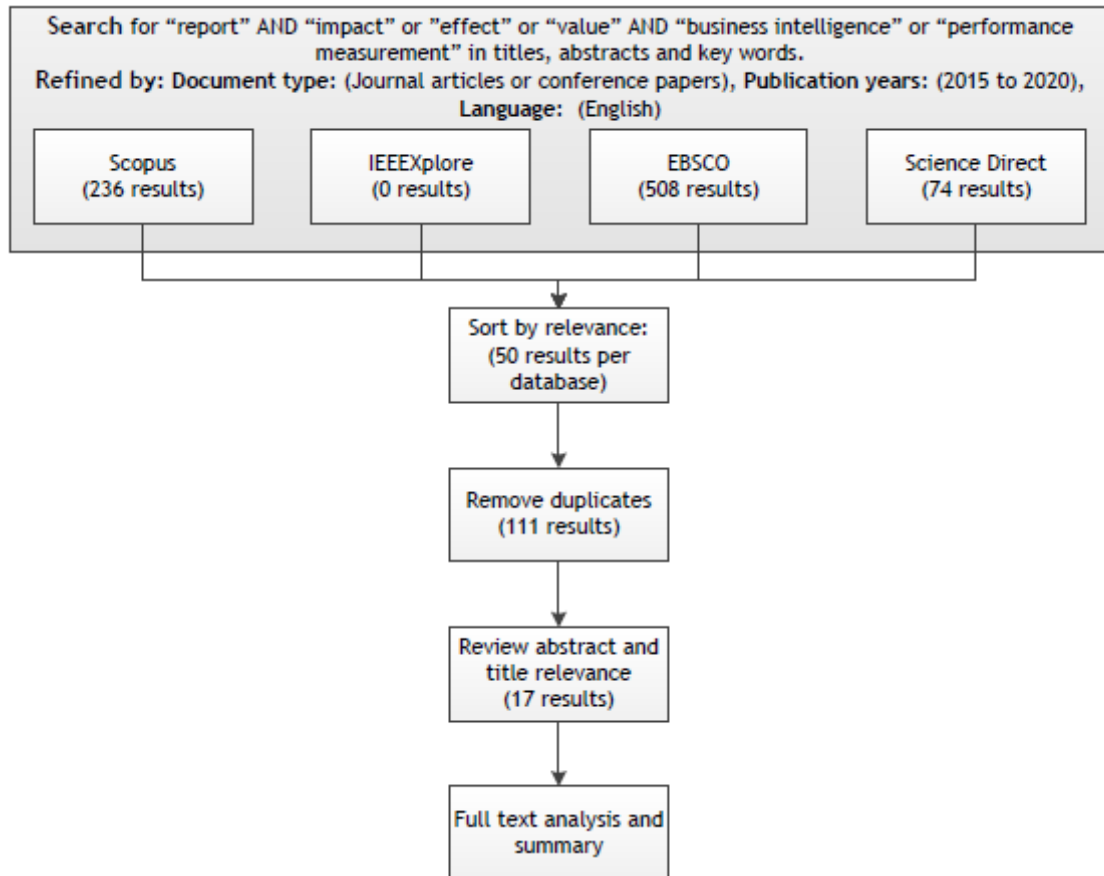 Search for “report” AND “impact” or ”effect” or “value” AND “business intelligence” or “performance
measurement” in titles, abstracts and key words.
Refined by: Document type: (Journal articles or conference papers), Publication years: (2015 to 2020),
Language: (English)
Scopus
(236 results)
IEEEXplore
(0 results)
EBSCO
(508 results)
Science Direct
(74 results)
Sort by relevance:
(50 results per
database)
Remove duplicates
(111 results)
Review abstract and
title relevance
(17 results)
Full text analysis and
summary